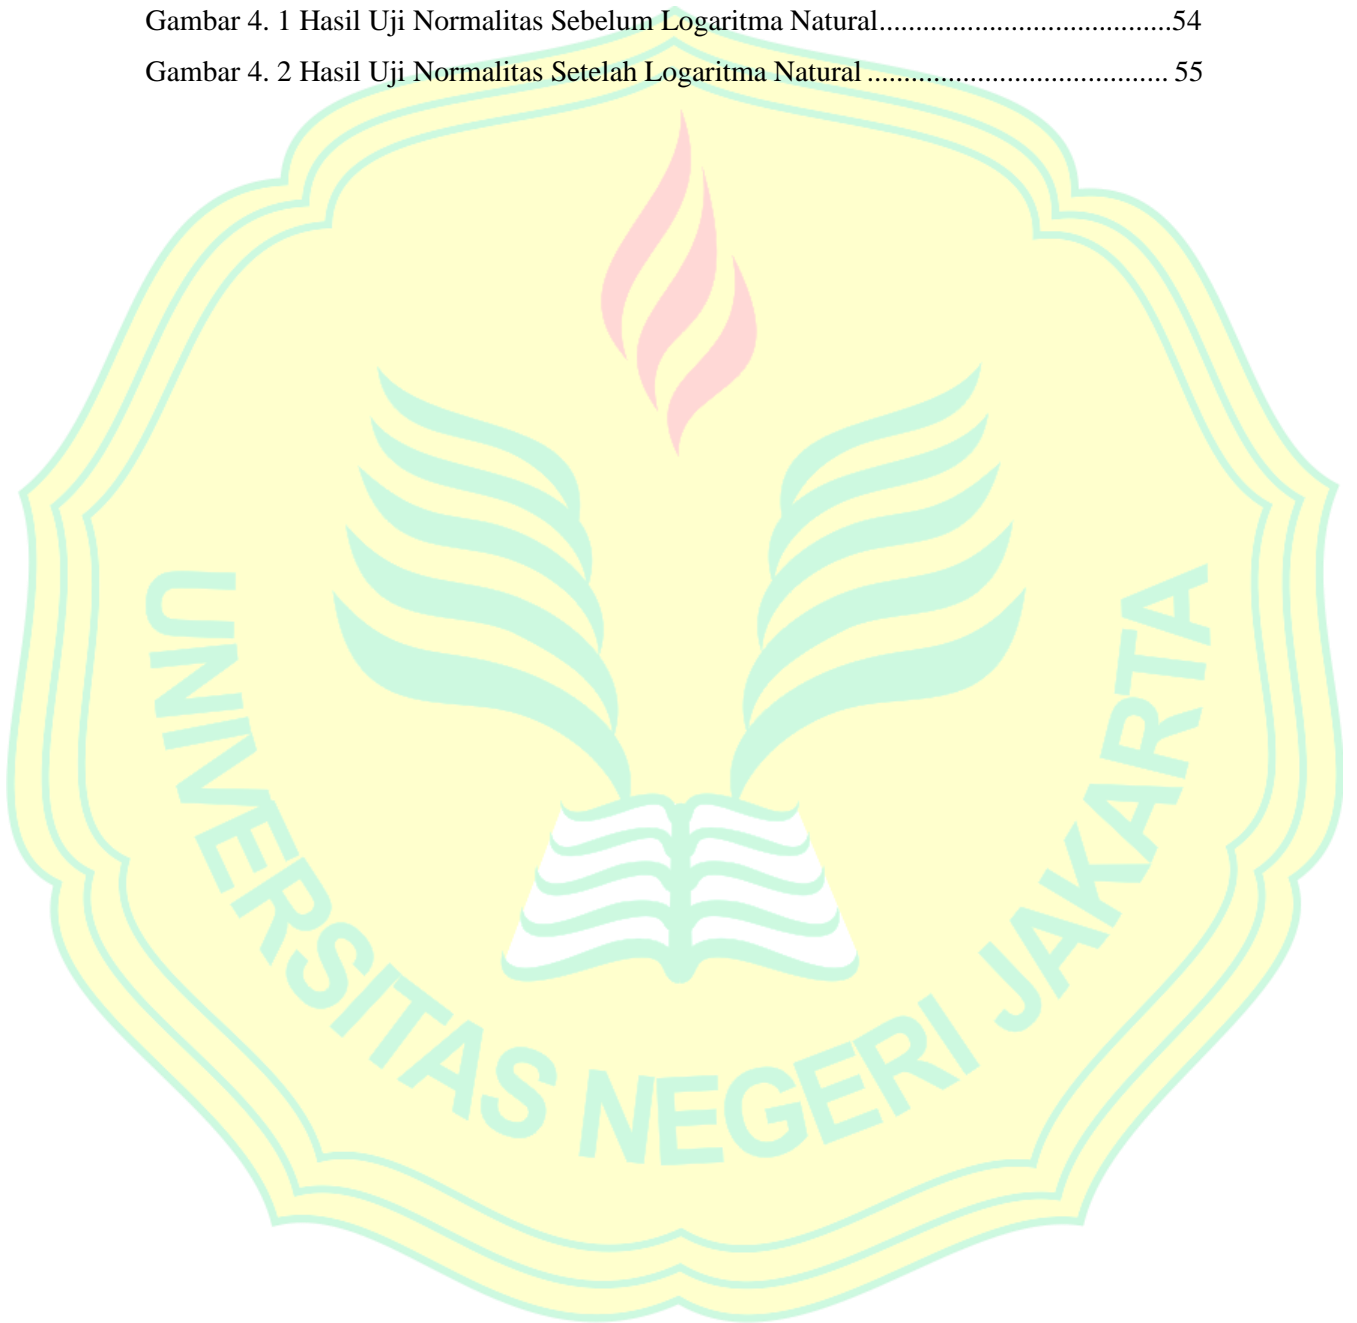 Gambar 4. 1 Hasil Uji Normalitas Sebelum Logaritma Natural........................................54
Gambar 4. 2 Hasil Uji Normalitas Setelah Logaritma Natural ......................................... 55
UNIVERSITAS NEGERI JAKARTA